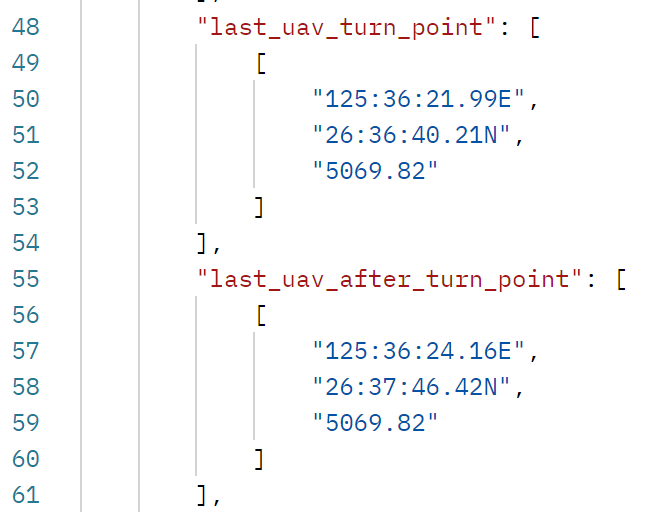 48 "last_uav_turn_point": [
49 [
50 "125:36:21.99E",
51 "26:36:40.21N",
52 "5069.82"
53 ]
54 ],
55 "last_uav_after_turn_point": [
56 [
57 "125:36:24.16E",
58 "26:37:46.42N",
59 "5069.82"
60 ]
61 ],